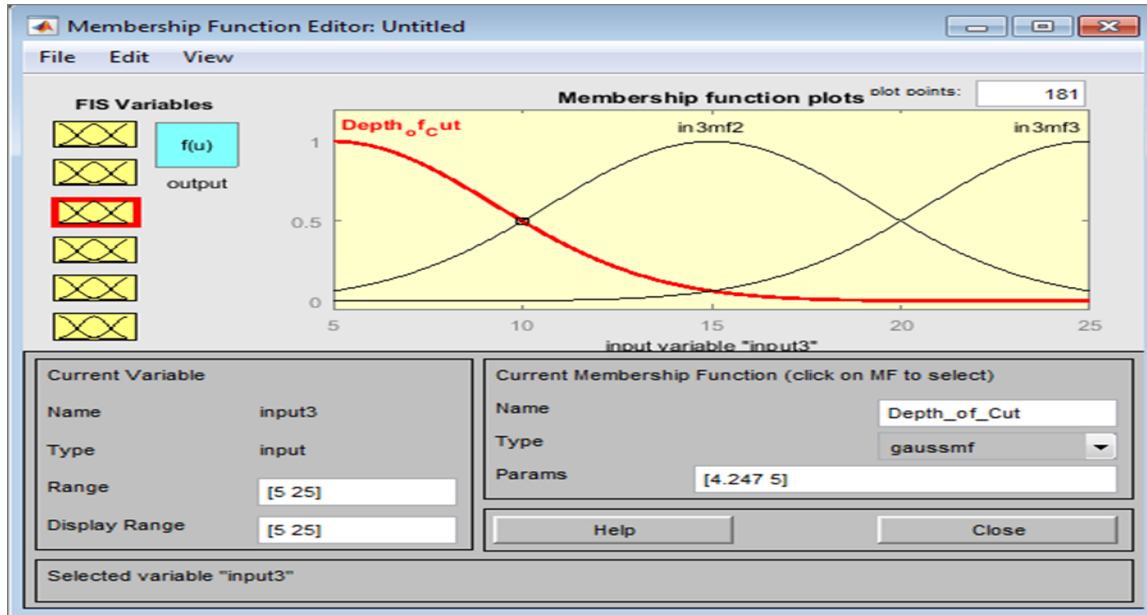 Membership Function Editor: Untitled
File Edit View
FIS Variables
f(u)
output
Membership function plots
plot points:
181
Depth_of_Cut
in3mf2
in3mf3
1
0.5
0
5
10
15
20
25
input variable "input3"
Current Variable
Name input3
Type input
Range [5 25]
Display Range [5 25]
Current Membership Function (click on MF to select)
Name Depth_of_Cut
Type gaussmf
Params [4.247 5]
Help
Close
Selected variable "input3"